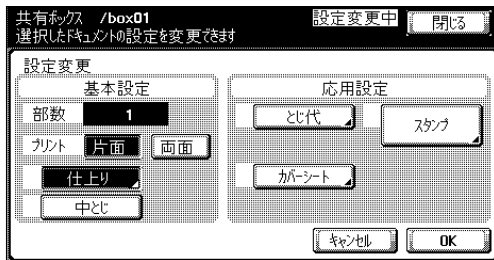 共有ﾎﾞｯｸｽ /box01 設定変更中 閉じる
選択したﾄﾞｷｭﾒﾝﾄの設定を変更できます
設定変更
基本設定 応用設定
部数 1 とじ代 スタンプ
プリント 片面 両面
仕上り カバーシート
中とじ
キャンセル OK